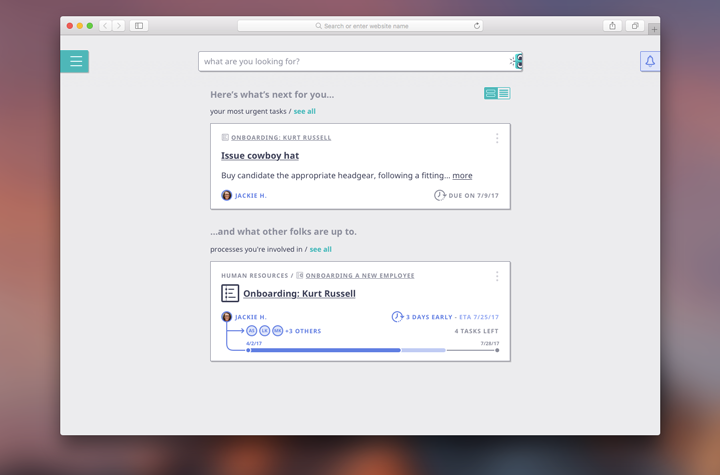 Search or enter website name
what are you looking for?
Here's what's next for you...
your most urgent tasks / see all
ONBOARDING: KURT RUSSELL
Issue cowboy hat
Buy candidate the appropriate headgear, following a fitting... more
JACKIE H.
DUE ON 7/9/17
...and what other folks are up to.
processes you're involved in / see all
HUMAN RESOURCES / ONBOARDING A NEW EMPLOYEE
Onboarding: Kurt Russell
JACKIE H.
3 DAYS EARLY - ETA 7/25/17
AS LR MK +3 OTHERS
4 TASKS LEFT
4/2/17
7/28/17